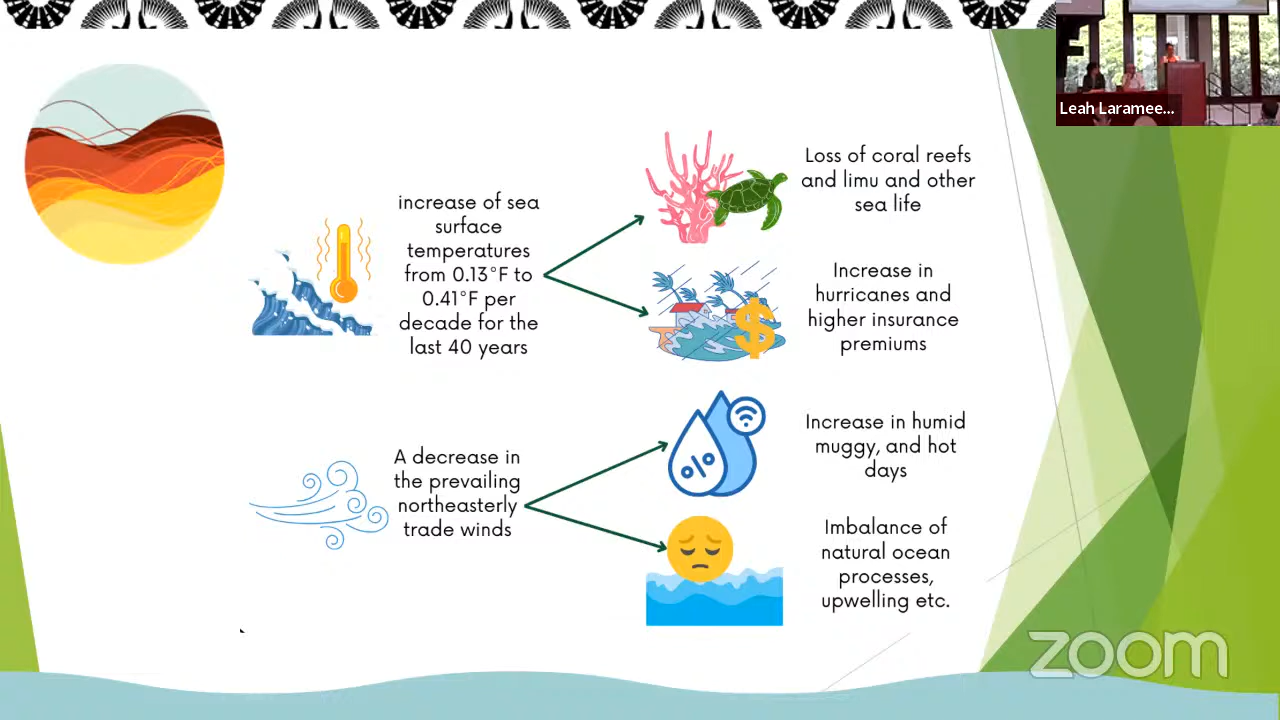 Leah Laramee...
Loss of coral reefs
and limu and other
sea life
increase of sea
surface
temperatures
from 0.13°F to
0.41°F per
decade for the
last 40 years
Increase in
hurricanes and
higher insurance
premiums
$
A decrease in
the prevailing
northeasterly
trade winds
%
Increase in humid
muggy, and hot
days
Imbalance of
natural ocean
processes,
upwelling etc.
zoom